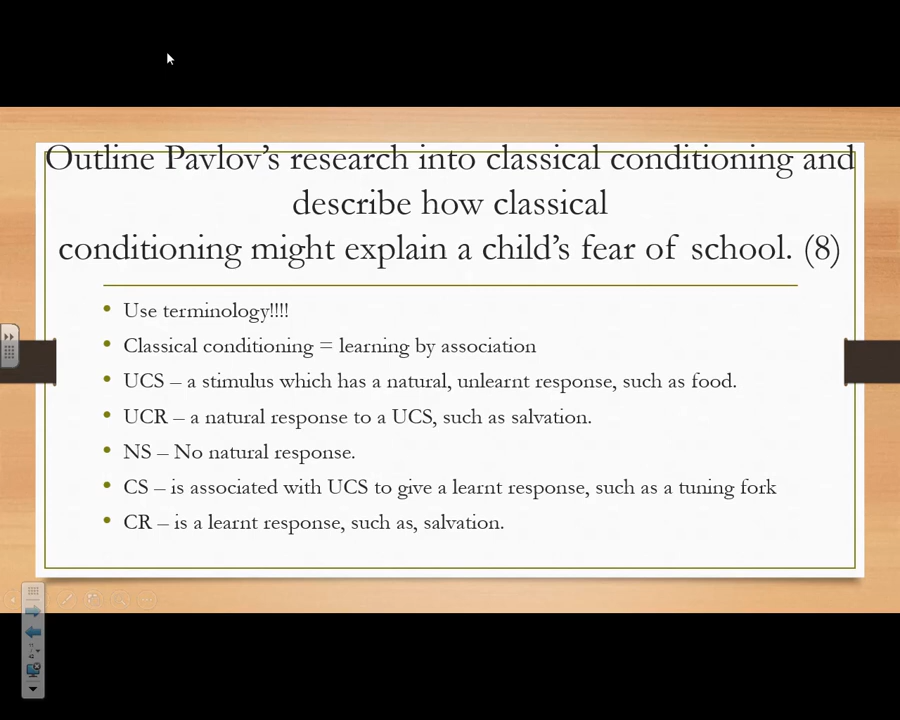 Outline Pavlov's research into classical conditioning and
describe how classical
conditioning might explain a child's fear of school. (8)
• Use terminology!!!!
• Classical conditioning = learning by association
• UCS – a stimulus which has a natural, unlearnt response, such as food.
• UCR – a natural response to a UCS, such as salvation.
• NS – No natural response.
• CS – is associated with UCS to give a learnt response, such as a tuning fork
• CR – is a learnt response, such as, salvation.